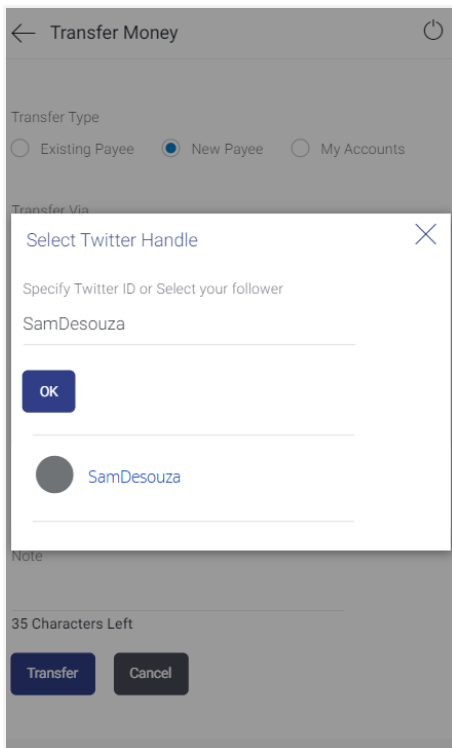 Transfer Money
Transfer Type
Existing Payee New Payee My Accounts
Transfer Via
Select Twitter Handle
Specify Twitter ID or Select your follower
SamDesouza
OK
SamDesouza
Note
35 Characters Left
Transfer Cancel